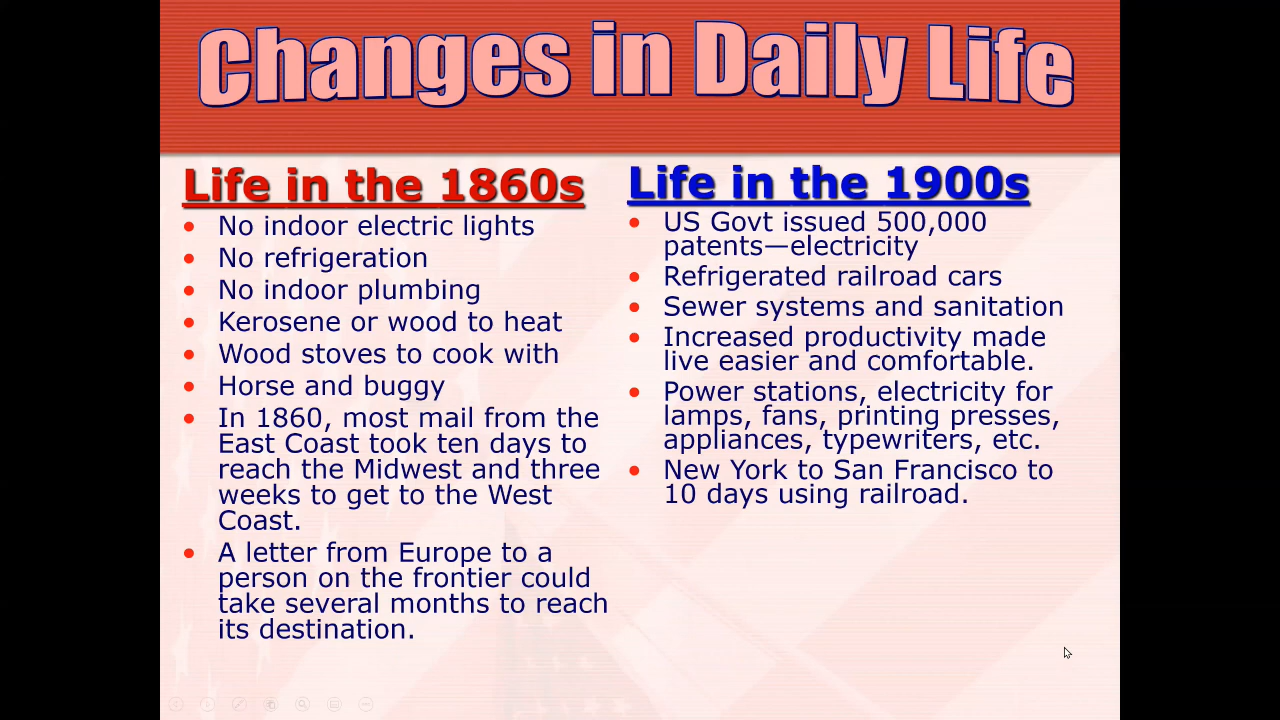 Changes in Daily Life
Life in the 1860s
• No indoor electric lights
• No refrigeration
• No indoor plumbing
• Kerosene or wood to heat
• Wood stoves to cook with
• Horse and buggy
• In 1860, most mail from the
East Coast took ten days to
reach the Midwest and three
weeks to get to the West
Coast.
• A letter from Europe to a
person on the frontier could
take several months to reach
its destination.
Life in the 1900s
• US Govt issued 500,000
patents—electricity
• Refrigerated railroad cars
• Sewer systems and sanitation
• Increased productivity made
live easier and comfortable.
• Power stations, electricity for
lamps, fans, printing presses,
appliances, typewriters, etc.
• New York to San Francisco to
10 days using railroad.